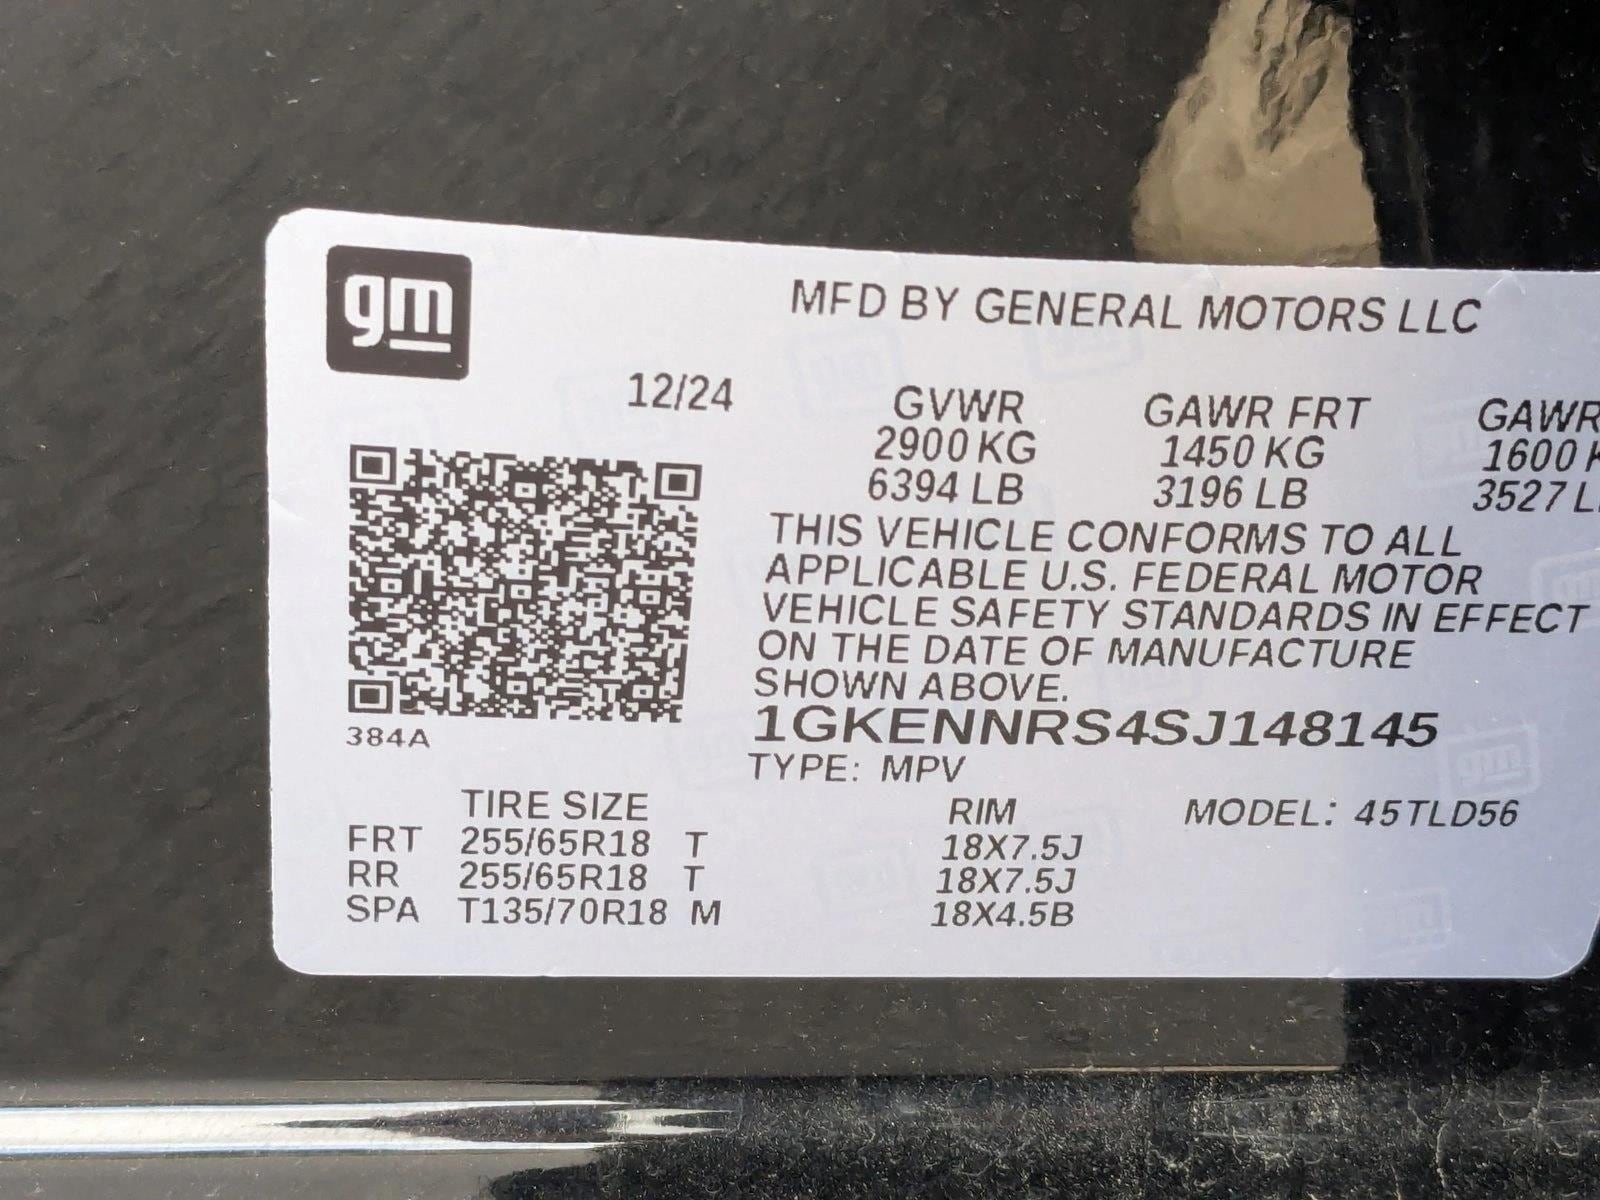 gm
MFD BY GENERAL MOTORS LLC
12/24
GVWR GAWR FRT GAWR
2900 KG 1450 KG 1600 K
6394 LB 3196 LB 3527 L
THIS VEHICLE CONFORMS TO ALL
APPLICABLE U.S. FEDERAL MOTOR
VEHICLE SAFETY STANDARDS IN EFFECT
ON THE DATE OF MANUFACTURE
SHOWN ABOVE.
1GKENNRS4SJ148145
384A
TYPE: MPV
TIRE SIZE RIM MODEL: 45TLD56
FRT 255/65R18 T 18X7.5J
RR 255/65R18 T 18X7.5J
SPA T135/70R18 M 18X4.5B